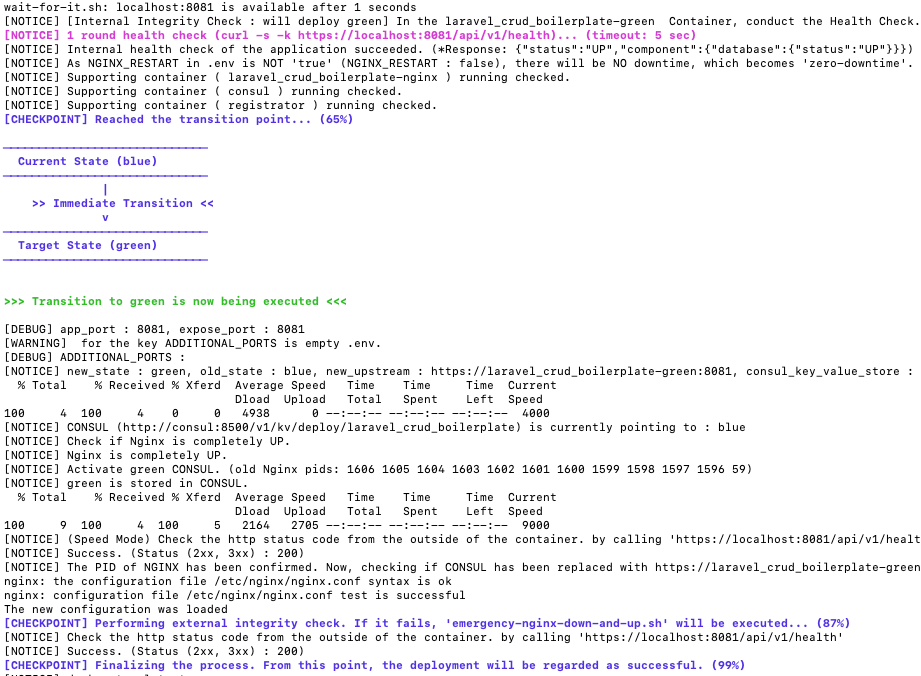 wait-for-it.sh: localhost:8081 is available after 1 seconds
[NOTICE] [Internal Integrity Check : will deploy green] In the laravel_crud_boilerplate-green  Container, conduct the Health Check.
[NOTICE] 1 round health check (curl -s -k https://localhost:8081/api/v1/health)... (timeout: 5 sec)
[NOTICE] Internal health check of the application succeeded. (*Response: {"status":"UP","component":{"database":{"status":"UP"}}})
[NOTICE] As NGINX_RESTART in .env is NOT 'true' (NGINX_RESTART : false), there will be NO downtime, which becomes 'zero-downtime'.
[NOTICE] Supporting container ( laravel_crud_boilerplate-nginx ) running checked.
[NOTICE] Supporting container ( consul ) running checked.
[NOTICE] Supporting container ( registrator ) running checked.
[CHECKPOINT] Reached the transition point... (65%)
─────────────────────────────
Current State (blue)
─────────────────────────────
|
>> Immediate Transition <<
v
─────────────────────────────
Target State (green)
─────────────────────────────
>>> Transition to green is now being executed <<<
[DEBUG] app_port : 8081, expose_port : 8081
[WARNING]  for the key ADDITIONAL_PORTS is empty .env.
[DEBUG] ADDITIONAL_PORTS :
[NOTICE] new_state : green, old_state : blue, new_upstream : https://laravel_crud_boilerplate-green:8081, consul_key_value_store :
  % Total    % Received % Xferd  Average Speed   Time    Time     Time  Current
                                 Dload  Upload   Total   Spent    Left  Speed
100     4  100     4    0     0   4938      0 --:--:-- --:--:-- --:--:--  4000
[NOTICE] CONSUL (http://consul:8500/v1/kv/deploy/laravel_crud_boilerplate) is currently pointing to : blue
[NOTICE] Check if Nginx is completely UP.
[NOTICE] Nginx is completely UP.
[NOTICE] Activate green CONSUL. (old Nginx pids: 1606 1605 1604 1603 1602 1601 1600 1599 1598 1597 1596 59)
[NOTICE] green is stored in CONSUL.
  % Total    % Received % Xferd  Average Speed   Time    Time     Time  Current
                                 Dload  Upload   Total   Spent    Left  Speed
100     9  100     4  100     5   2164   2705 --:--:-- --:--:-- --:--:--  9000
[NOTICE] (Speed Mode) Check the http status code from the outside of the container. by calling 'https://localhost:8081/api/v1/healt
[NOTICE] Success. (Status (2xx, 3xx) : 200)
[NOTICE] The PID of NGINX has been confirmed. Now, checking if CONSUL has been replaced with https://laravel_crud_boilerplate-green
nginx: the configuration file /etc/nginx/nginx.conf syntax is ok
nginx: configuration file /etc/nginx/nginx.conf test is successful
The new configuration was loaded
[CHECKPOINT] Performing external integrity check. If it fails, 'emergency-nginx-down-and-up.sh' will be executed... (87%)
[NOTICE] Check the http status code from the outside of the container. by calling 'https://localhost:8081/api/v1/health'
[NOTICE] Success. (Status (2xx, 3xx) : 200)
[CHECKPOINT] Finalizing the process. From this point, the deployment will be regarded as successful. (99%)